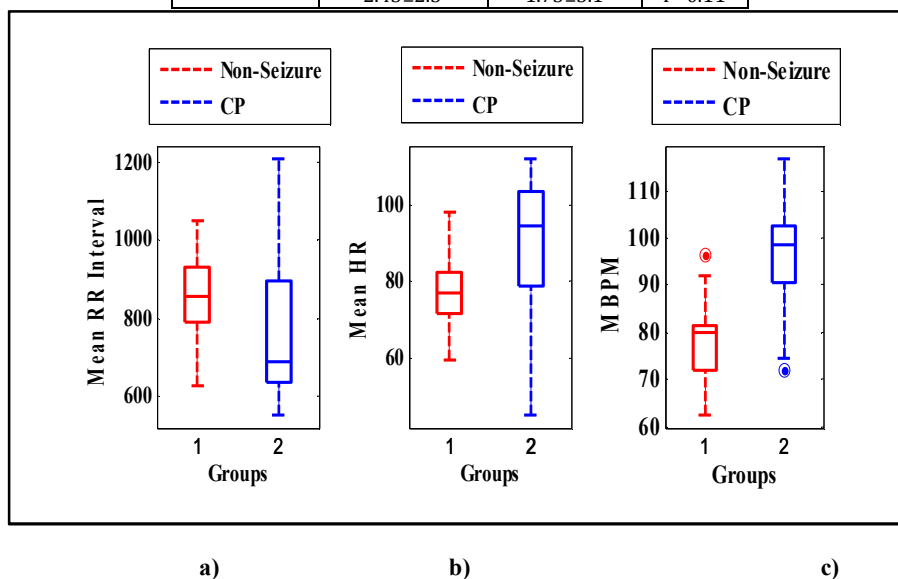 Non-Seizure
CP
Non-Seizure
CP
Non-Seizure
CP
Mean RR Interval
1200
1000
800
600
1 2
Groups
Mean HR
100
80
60
1 2
Groups
MBPM
110
100
90
80
70
60
1 2
Groups
a) b) c)